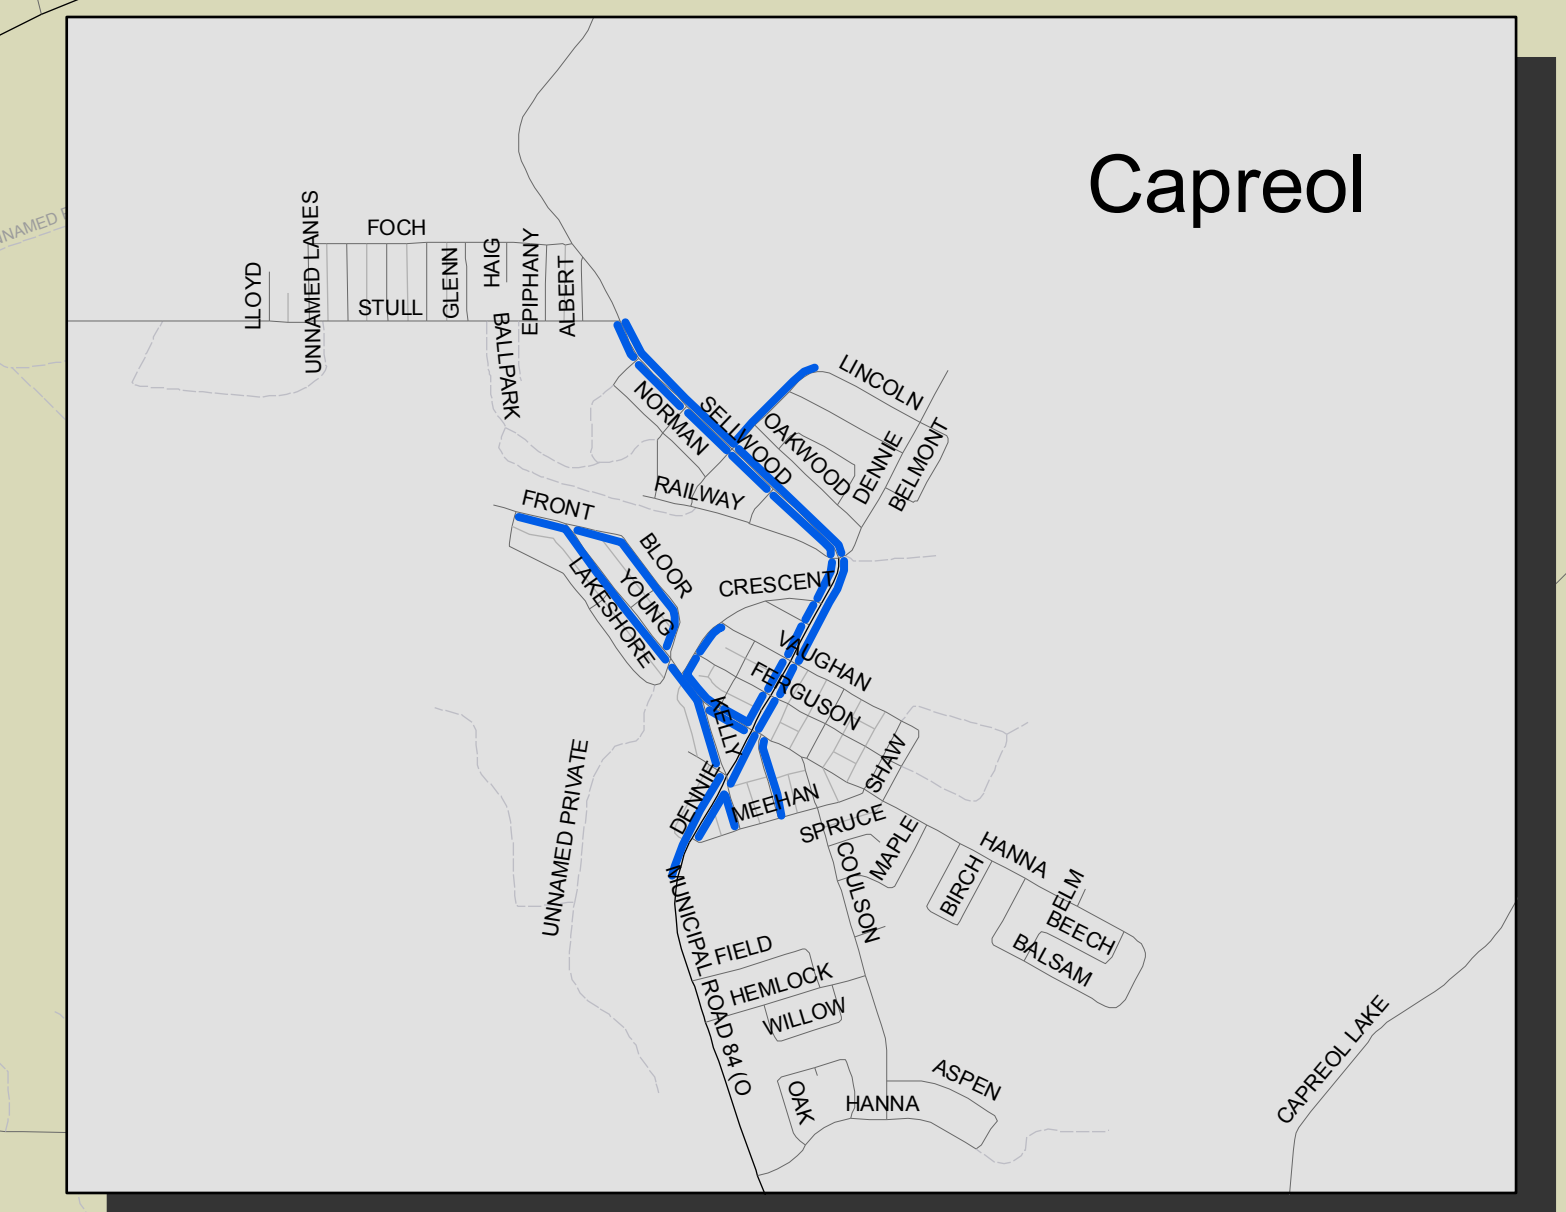 Capreol
UNNAMED LANES
FOCH
HAIG
EPIPHANY
LLOYD
STULL
GLENN
ALBERT
BALLPARK
LINCOLN
NORMAN
SELLWOOD
OAKWOOD
DENNIE
BELMONT
RAILWAY
FRONT
BLOOR
LAKESHORE
YOUNG
CRESCENT
VAUGHAN
FERGUSON
KELLY
SHAW
UNNAMED PRIVATE
DENNIE
MEEHAN
SPRUCE
MAPLE
COULSON
HANNA
BIRCH
ELM
BEECH
BALSAM
MUNICIPAL ROAD 84 (O
FIELD
HEMLOCK
WILLOW
OAK
HANNA
ASPEN
CAPREOL LAKE